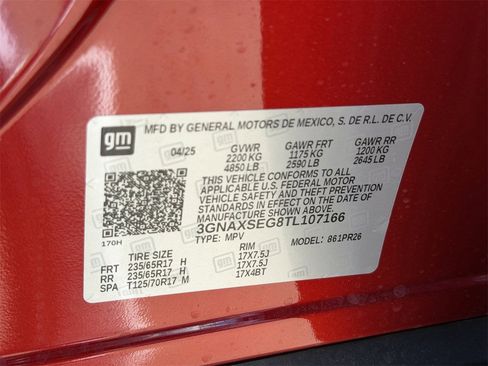 gm
MFD BY GENERAL MOTORS DE MEXICO, S. DE R.L. DE C.V.
04/25 GVWR GAWR FRT GAWR RR
2200 KG 1175 KG 1200 KG
4850 LB 2590 LB 2645 LB
THIS VEHICLE CONFORMS TO ALL
APPLICABLE U.S. FEDERAL MOTOR
VEHICLE SAFETY AND THEFT PREVENTION
STANDARDS IN EFFECT ON THE DATE OF
MANUFACTURE SHOWN ABOVE.
3GNAXSEG8TL107166
170H TYPE: MPV MODEL: 861PR26
TIRE SIZE RIM
FRT 235/65R17 H 17X7.5J
RR 235/65R17 H 17X7.5J
SPA T125/70R17 M 17X4BT